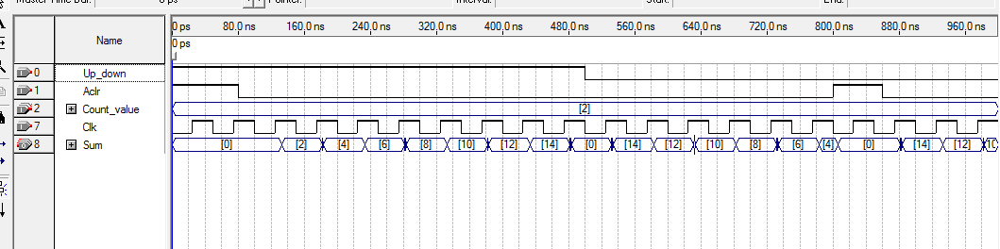 Master Time Bar: 0 ps Pointer: Interval: Start: End:
Name
0 ps 80.0 ns 160.0 ns 240.0 ns 320.0 ns 400.0 ns 480.0 ns 560.0 ns 640.0 ns 720.0 ns 800.0 ns 880.0 ns 960.0 ns
0 ps
0 Up_down
1 Aclr
2 Count_value [2]
7 Clk
8 Sum [0] [2] [4] [6] [8] [10] [12] [14] [0] [14] [12] [10] [8] [6] [4] [0] [14] [12]